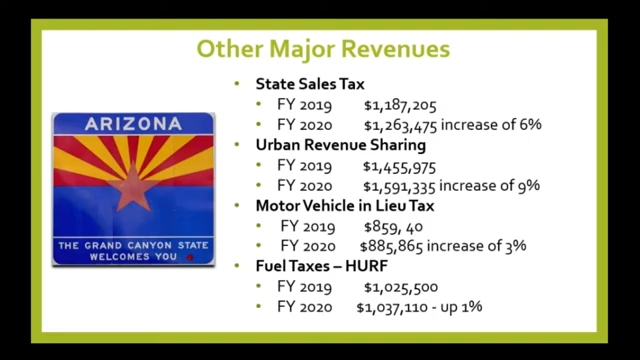 Other Major Revenues
ARIZONA
THE GRAND CANYON STATE
WELCOMES YOU
• State Sales Tax
• FY 2019 $1,187,205
• FY 2020 $1,263,475 increase of 6%
• Urban Revenue Sharing
• FY 2019 $1,455,975
• FY 2020 $1,591,335 increase of 9%
• Motor Vehicle in Lieu Tax
• FY 2019 $859, 40
• FY 2020 $885,865 increase of 3%
• Fuel Taxes – HURF
• FY 2019 $1,025,500
• FY 2020 $1,037,110 - up 1%